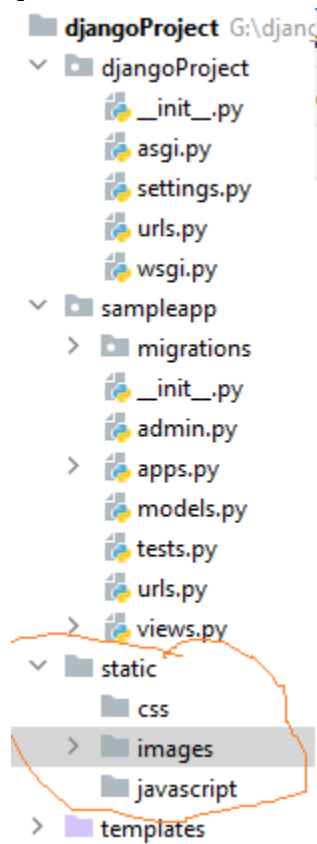 djangoProject G:\djang
djangoProject
__init__.py
asgi.py
settings.py
urls.py
wsgi.py
sampleapp
migrations
__init__.py
admin.py
apps.py
models.py
tests.py
urls.py
views.py
static
css
images
javascript
templates